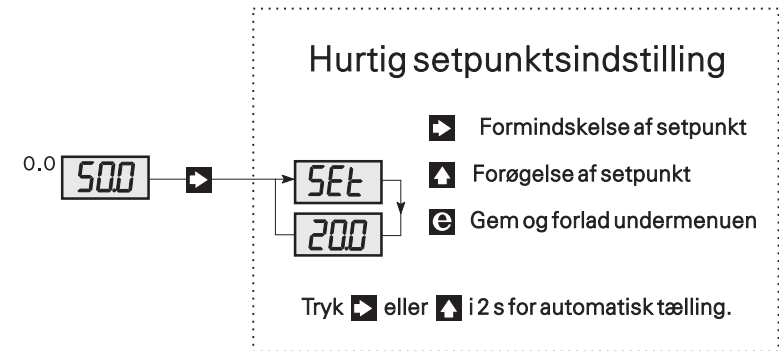 Hurtig setpunktsindstilling
Formindskelse af setpunkt
0.0 50.0
SEt
Forøgelse af setpunkt
20.0
e Gem og forlad undermenuen
Tryk eller i 2 s for automatisk tælling.